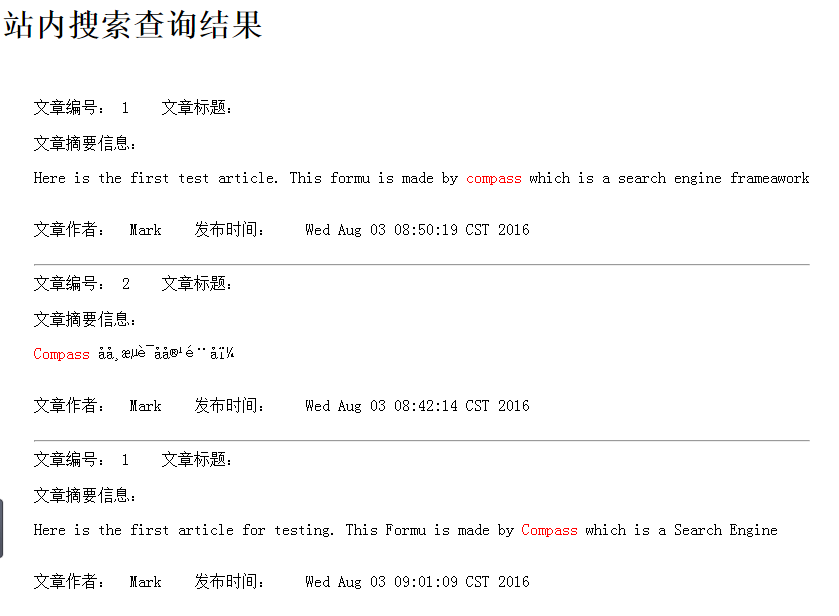 站内搜索查询结果
文章编号: 1 文章标题:
文章摘要信息:
Here is the first test article. This formu is made by compass which is a search engine frameawork
文章作者: Mark 发布时间: Wed Aug 03 08:50:19 CST 2016
文章编号: 2 文章标题:
文章摘要信息:
Compass
文章作者: Mark 发布时间: Wed Aug 03 08:42:14 CST 2016
文章编号: 1 文章标题:
文章摘要信息:
Here is the first article for testing. This Formu is made by Compass which is a Search Engine
文章作者: Mark 发布时间: Wed Aug 03 09:01:09 CST 2016